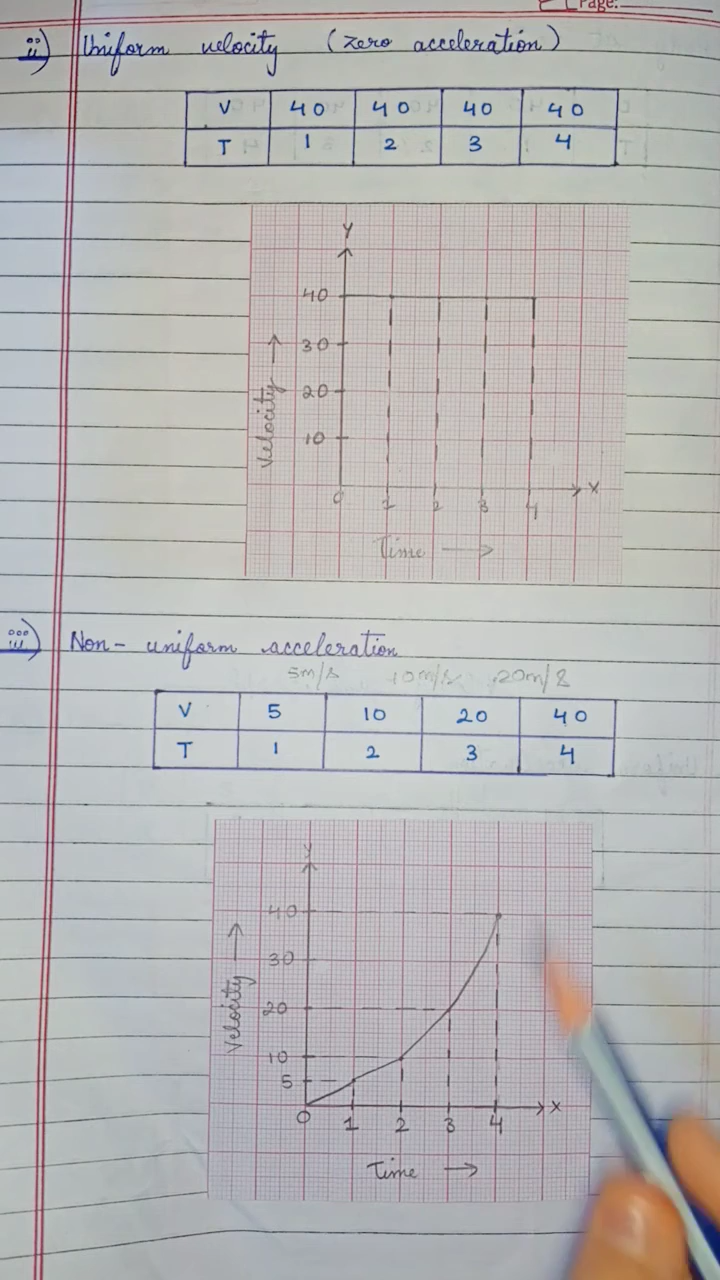 Page:
ii) Uniform velocity (zero acceleration)
V 40 40 40 40
T 1 2 3 4
Y
40
30
20
10
Velocity →
0 1 2 3 4 X
Time →
iii) Non-uniform acceleration
5m/s 10m/s 20m/s
V 5 10 20 40
T 1 2 3 4
Y
40
30
20
10
5
Velocity →
0 1 2 3 4 X
Time →